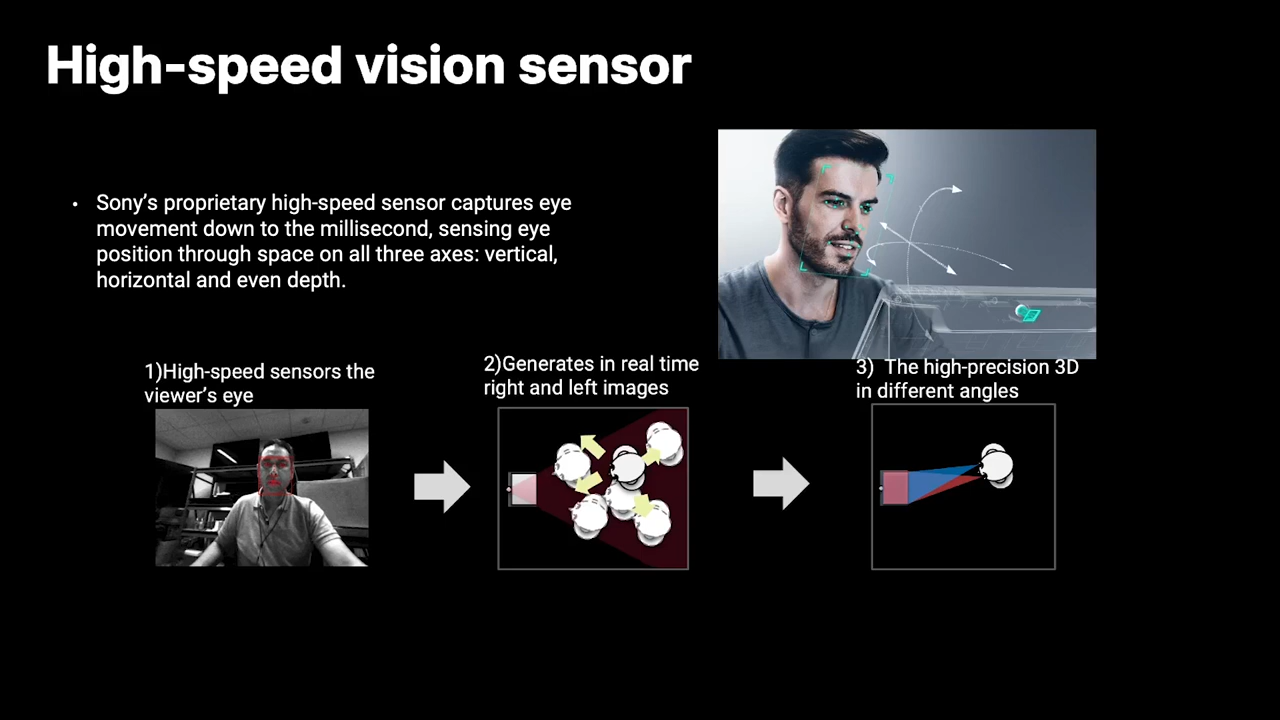 High-speed vision sensor
• Sony’s proprietary high-speed sensor captures eye
movement down to the millisecond, sensing eye
position through space on all three axes: vertical,
horizontal and even depth.
1)High-speed sensors the
viewer’s eye
2)Generates in real time
right and left images
3) The high-precision 3D
in different angles